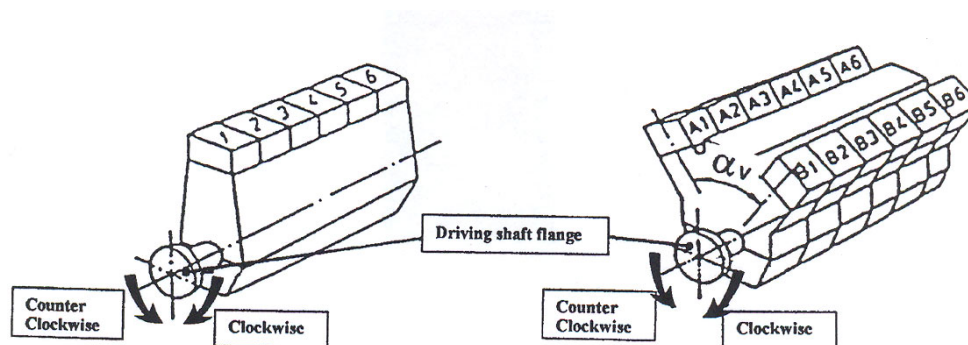 1 2 3 4 5 6
A1 A2 A3 A4 A5 A6
B1 B2 B3 B4 B5 B6
αv
Driving shaft flange
Counter
Clockwise
Clockwise
Counter
Clockwise
Clockwise